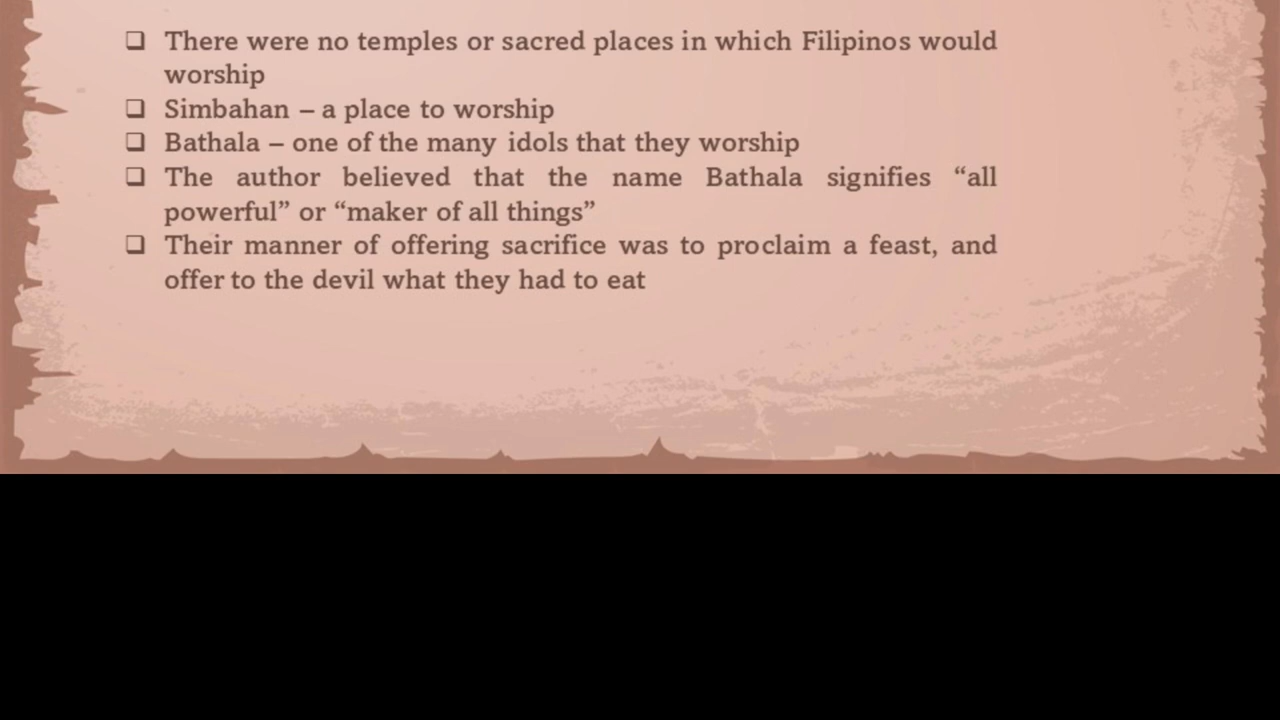 ❑ There were no temples or sacred places in which Filipinos would
worship
❑ Simbahan – a place to worship
❑ Bathala – one of the many idols that they worship
❑ The author believed that the name Bathala signifies “all
powerful” or “maker of all things”
❑ Their manner of offering sacrifice was to proclaim a feast, and
offer to the devil what they had to eat